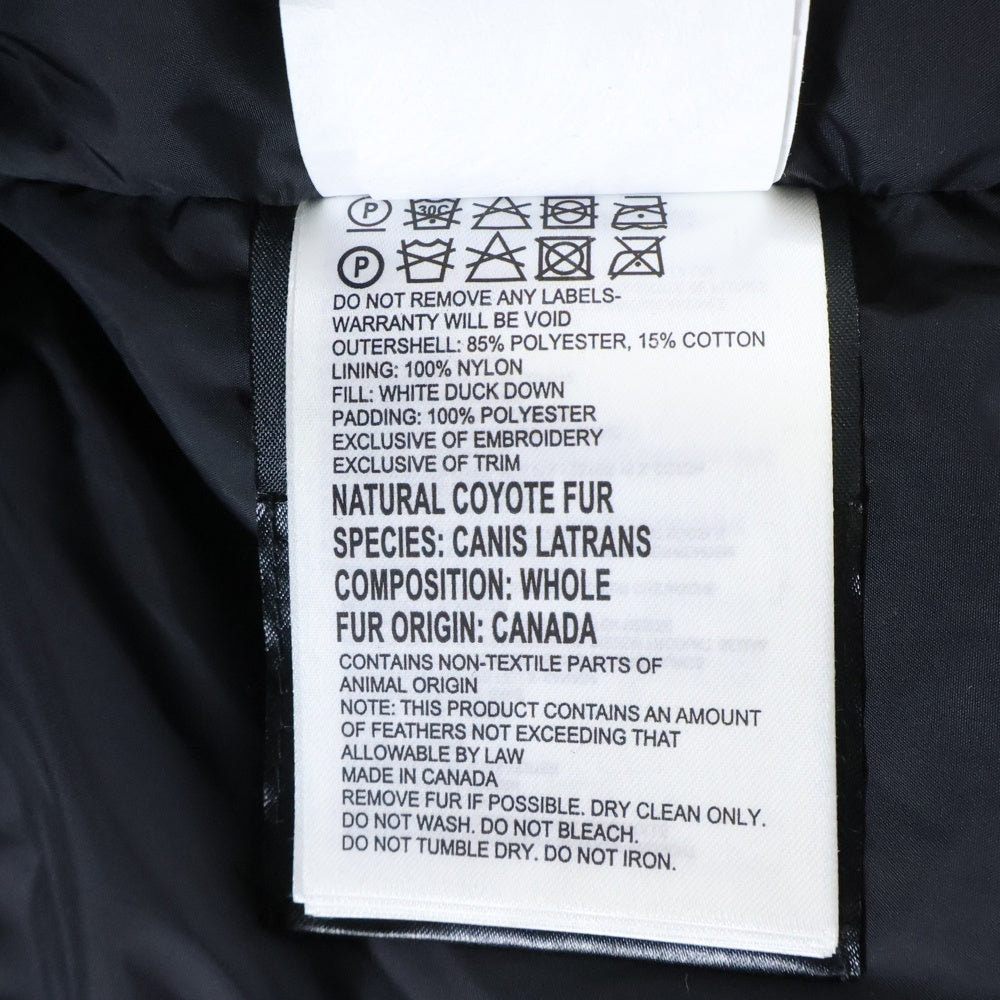 P 30C
P
DO NOT REMOVE ANY LABELS-
WARRANTY WILL BE VOID
OUTERSHELL: 85% POLYESTER, 15% COTTON
LINING: 100% NYLON
FILL: WHITE DUCK DOWN
PADDING: 100% POLYESTER
EXCLUSIVE OF EMBROIDERY
EXCLUSIVE OF TRIM
NATURAL COYOTE FUR
SPECIES: CANIS LATRANS
COMPOSITION: WHOLE
FUR ORIGIN: CANADA
CONTAINS NON-TEXTILE PARTS OF
ANIMAL ORIGIN
NOTE: THIS PRODUCT CONTAINS AN AMOUNT
OF FEATHERS NOT EXCEEDING THAT
ALLOWABLE BY LAW
MADE IN CANADA
REMOVE FUR IF POSSIBLE. DRY CLEAN ONLY.
DO NOT WASH. DO NOT BLEACH.
DO NOT TUMBLE DRY. DO NOT IRON.